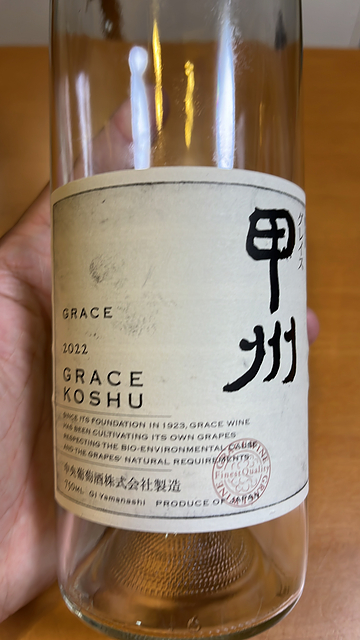 グレイス
甲州
GRACE
2022
GRACE
KOSHU
SINCE ITS FOUNDATION IN 1923, GRACE WINE
HAS BEEN CULTIVATING ITS OWN GRAPES
RESPECTING THE BIO-ENVIRONMENTAL
AND THE GRAPES' NATURAL REQUIREMENTS
中央葡萄酒株式会社製造
750ML GI Yamanashi PRODUCE OF JAPAN
Finest Quality